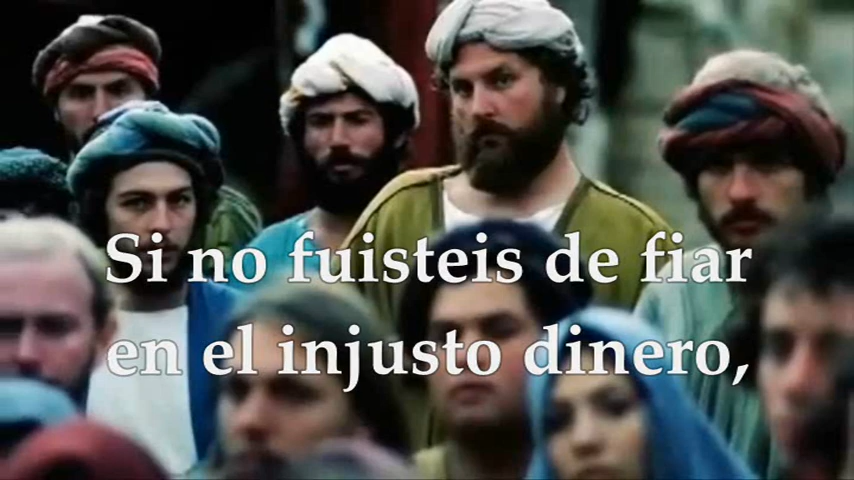 Si no fuisteis de fiar
en el injusto dinero,